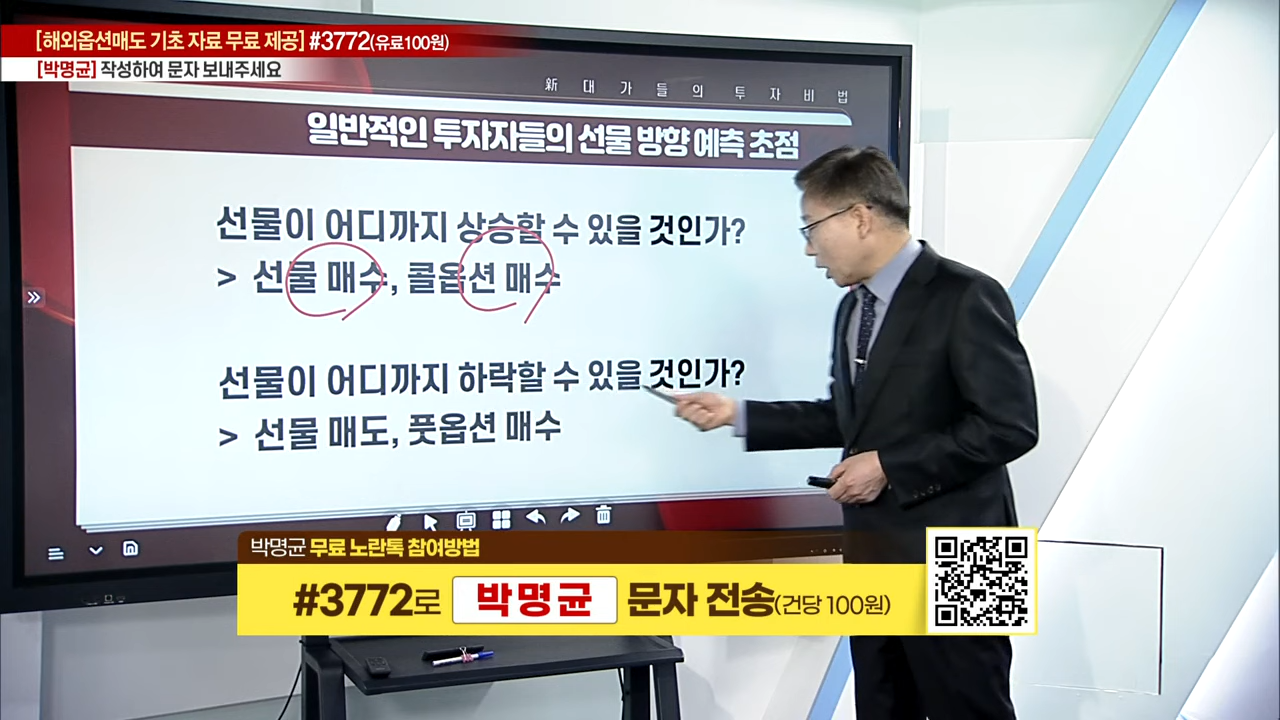 [해외옵션매도 기초 자료 무료 제공] #3772(유료100원)
[박명균] 작성하여 문자 보내주세요
新 대가들의 투자비법
일반적인 투자자들의 선물 방향 예측 초점
선물이 어디까지 상승할 수 있을 것인가?
> 선물 매수, 콜옵션 매수
선물이 어디까지 하락할 수 있을 것인가?
> 선물 매도, 풋옵션 매수
박명균 무료 노란톡 참여방법
#3772로 박명균 문자 전송(건당 100원)